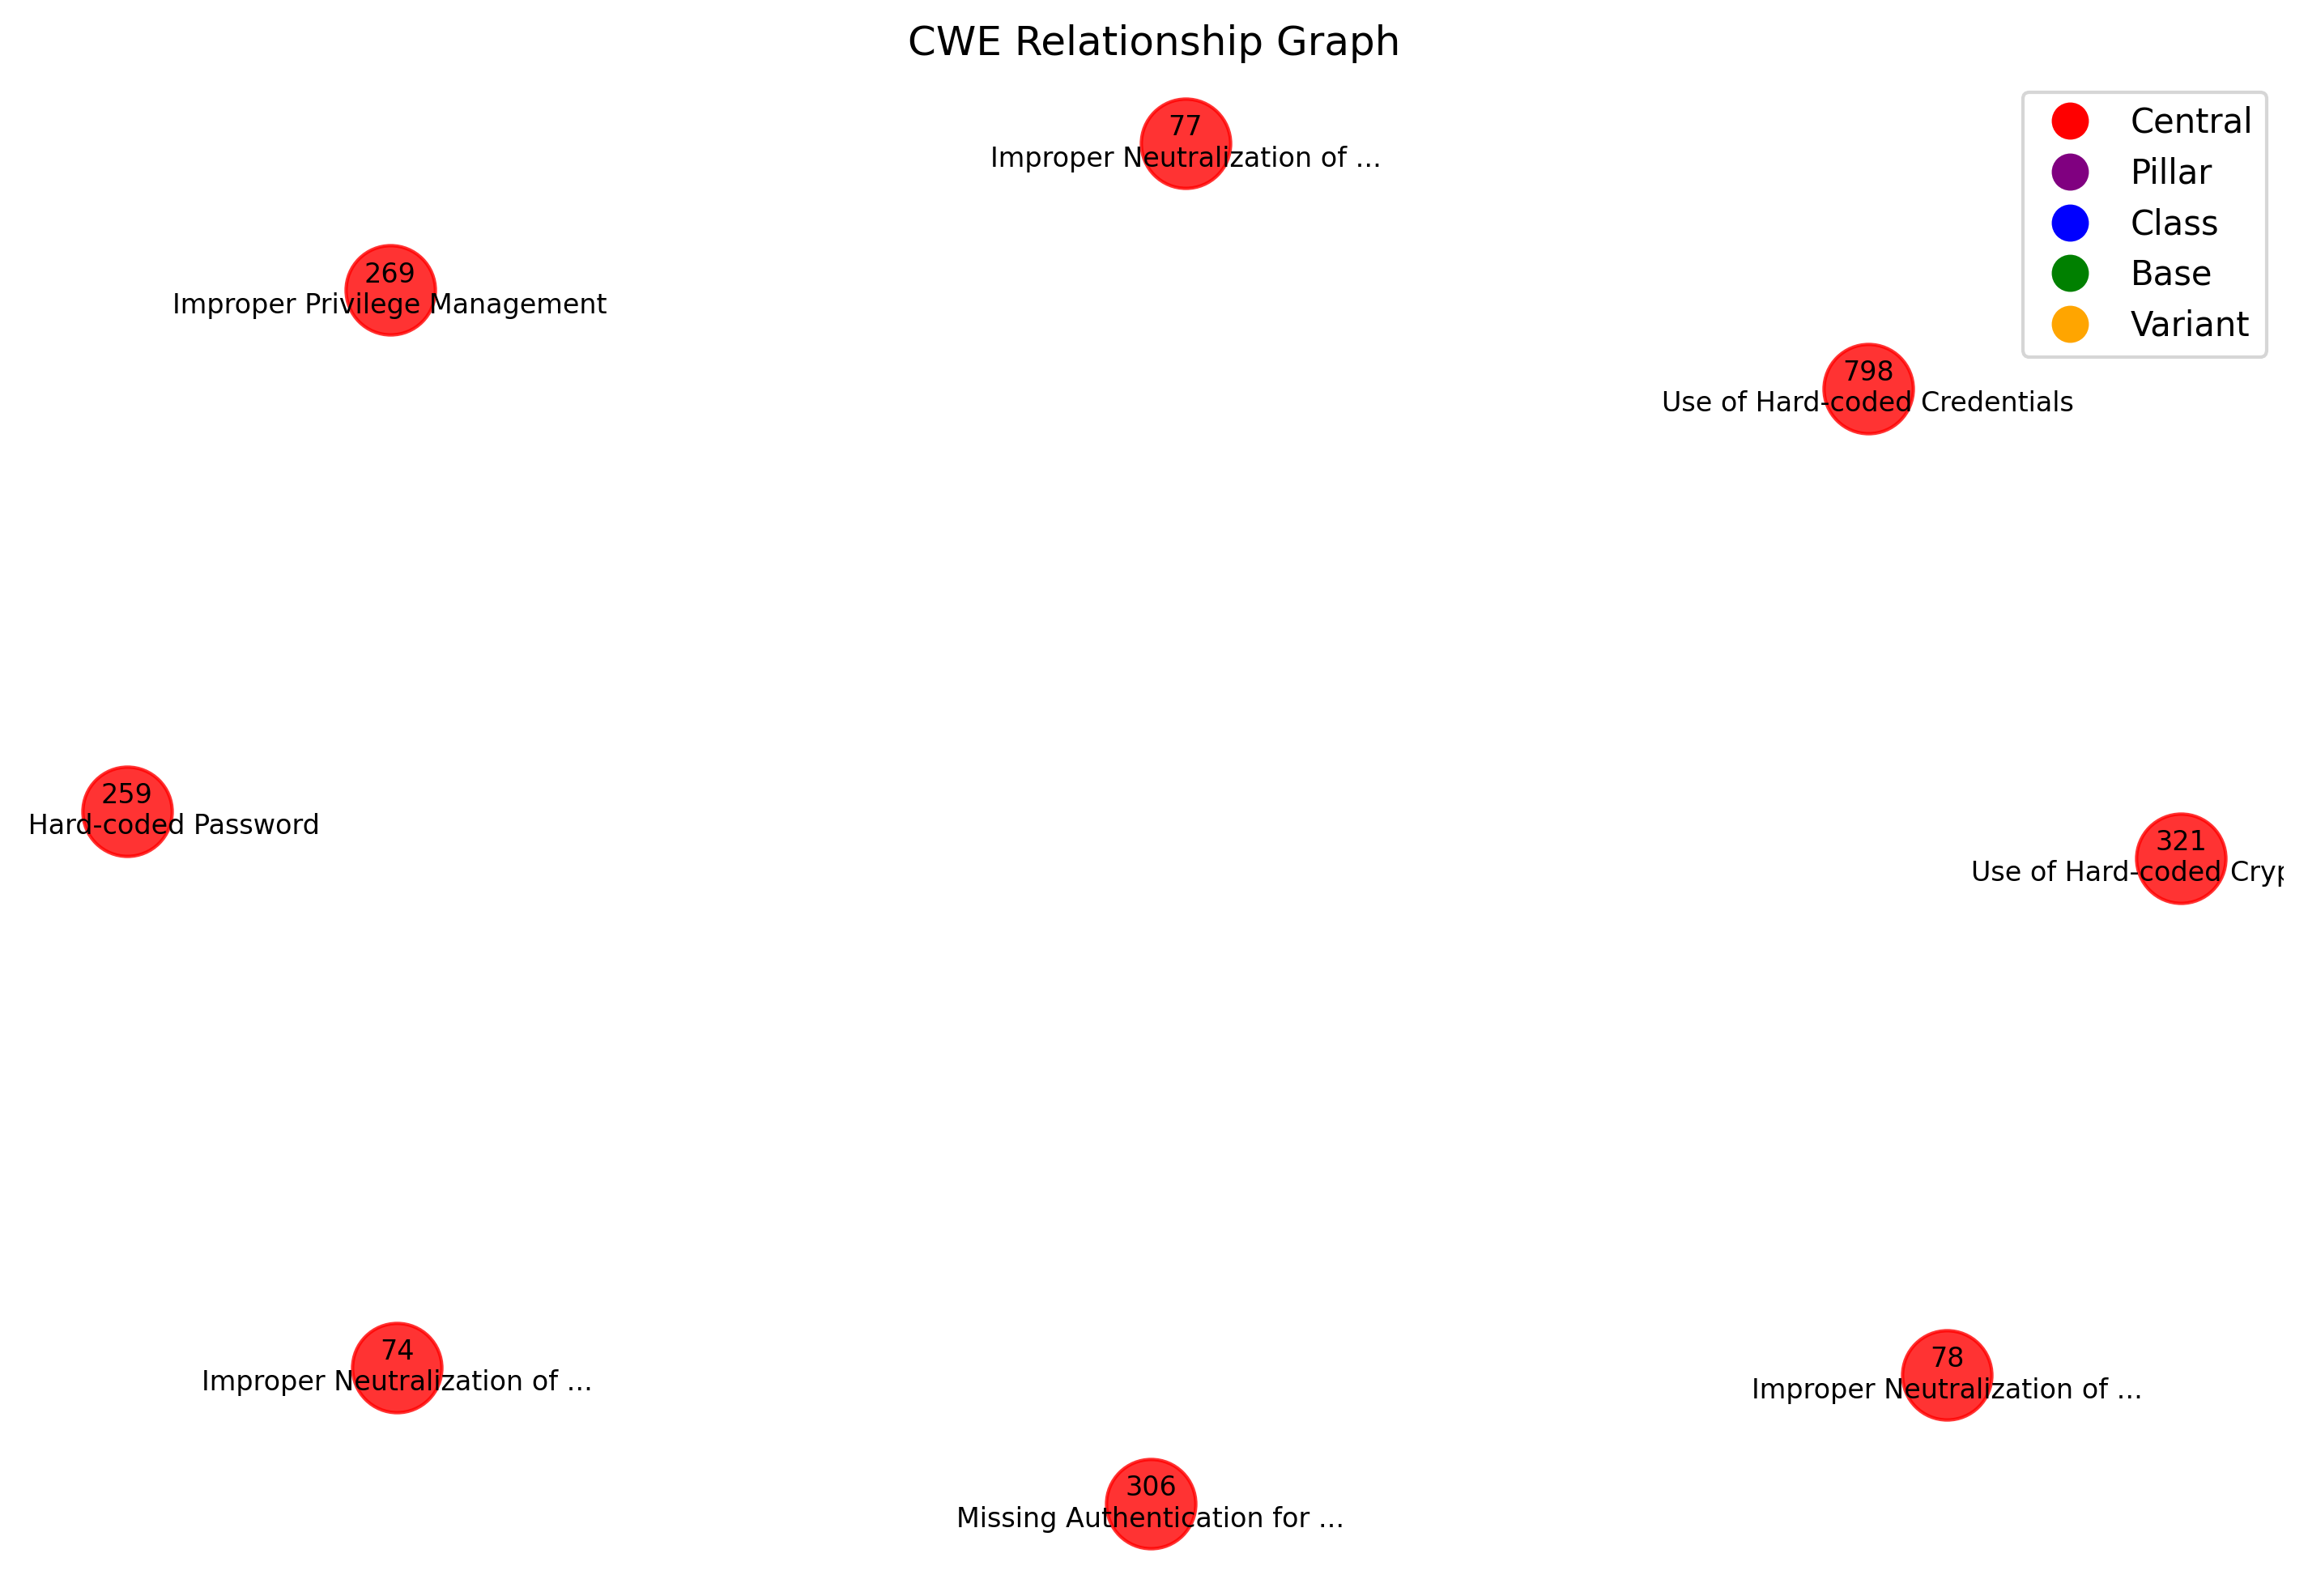 CWE Relationship Graph
77
Improper Neutralization of ...
Central
Pillar
Class
Base
Variant
269
Improper Privilege Management
798
Use of Hard-coded Credentials
259
Hard-coded Password
321
Use of Hard-coded Cryp
74
Improper Neutralization of ...
78
Improper Neutralization of ...
306
Missing Authentication for ...